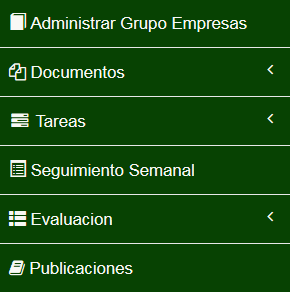 Administrar Grupo Empresas
Documentos
Tareas
Seguimiento Semanal
Evaluacion
Publicaciones